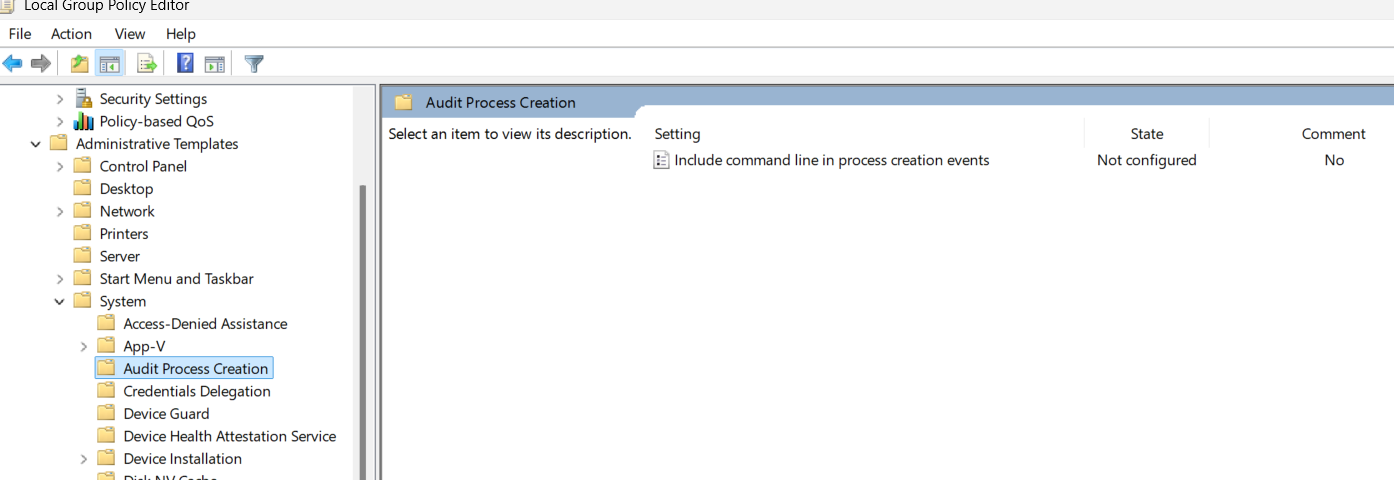 Local Group Policy Editor
File Action View Help
Security Settings
Policy-based QoS
Administrative Templates
Control Panel
Desktop
Network
Printers
Server
Start Menu and Taskbar
System
Access-Denied Assistance
App-V
Audit Process Creation
Credentials Delegation
Device Guard
Device Health Attestation Service
Device Installation
Disk NV Cache
Audit Process Creation
Select an item to view its description.
Setting State Comment
Include command line in process creation events Not configured No